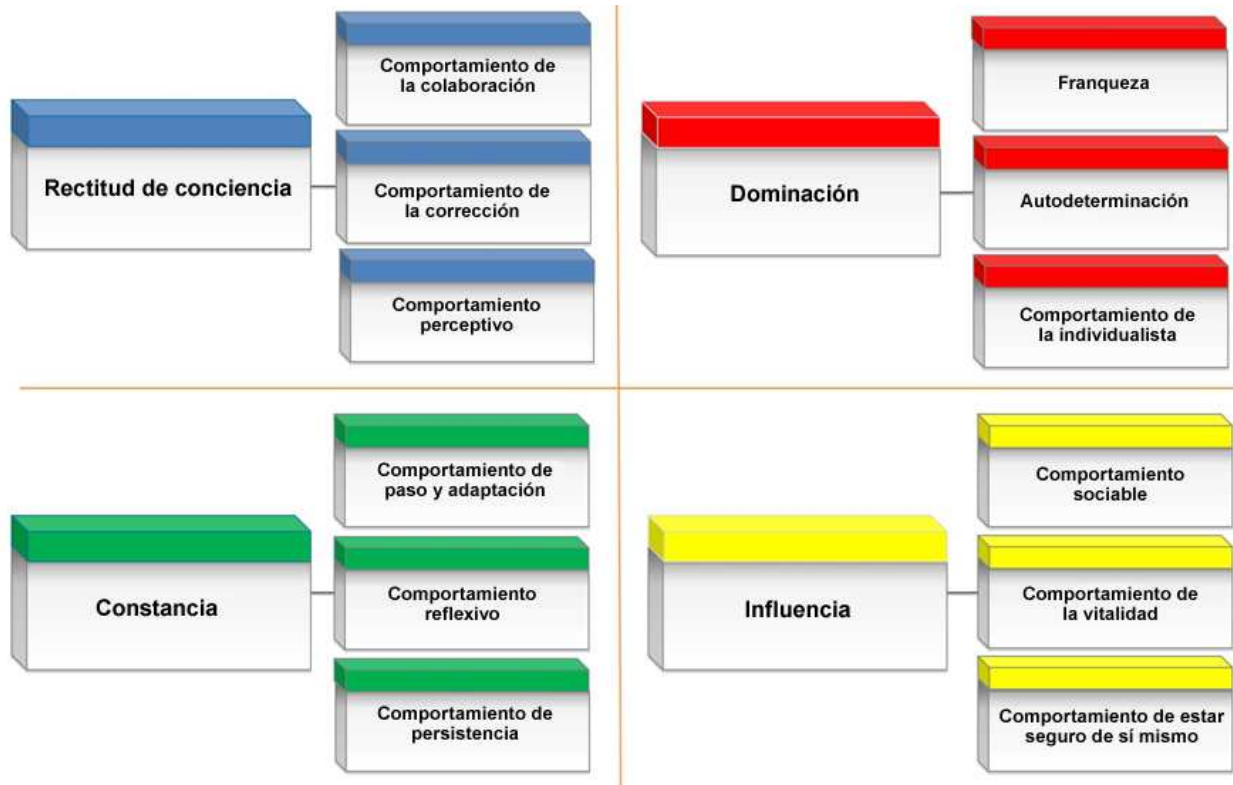 Rectitud de conciencia
Comportamiento de
la colaboración
Comportamiento de
la corrección
Comportamiento
perceptivo
Dominación
Franqueza
Autodeterminación
Comportamiento de
la individualista
Constancia
Comportamiento de
paso y adaptación
Comportamiento
reflexivo
Comportamiento de
persistencia
Influencia
Comportamiento
sociable
Comportamiento de
la vitalidad
Comportamiento de estar
seguro de sí mismo